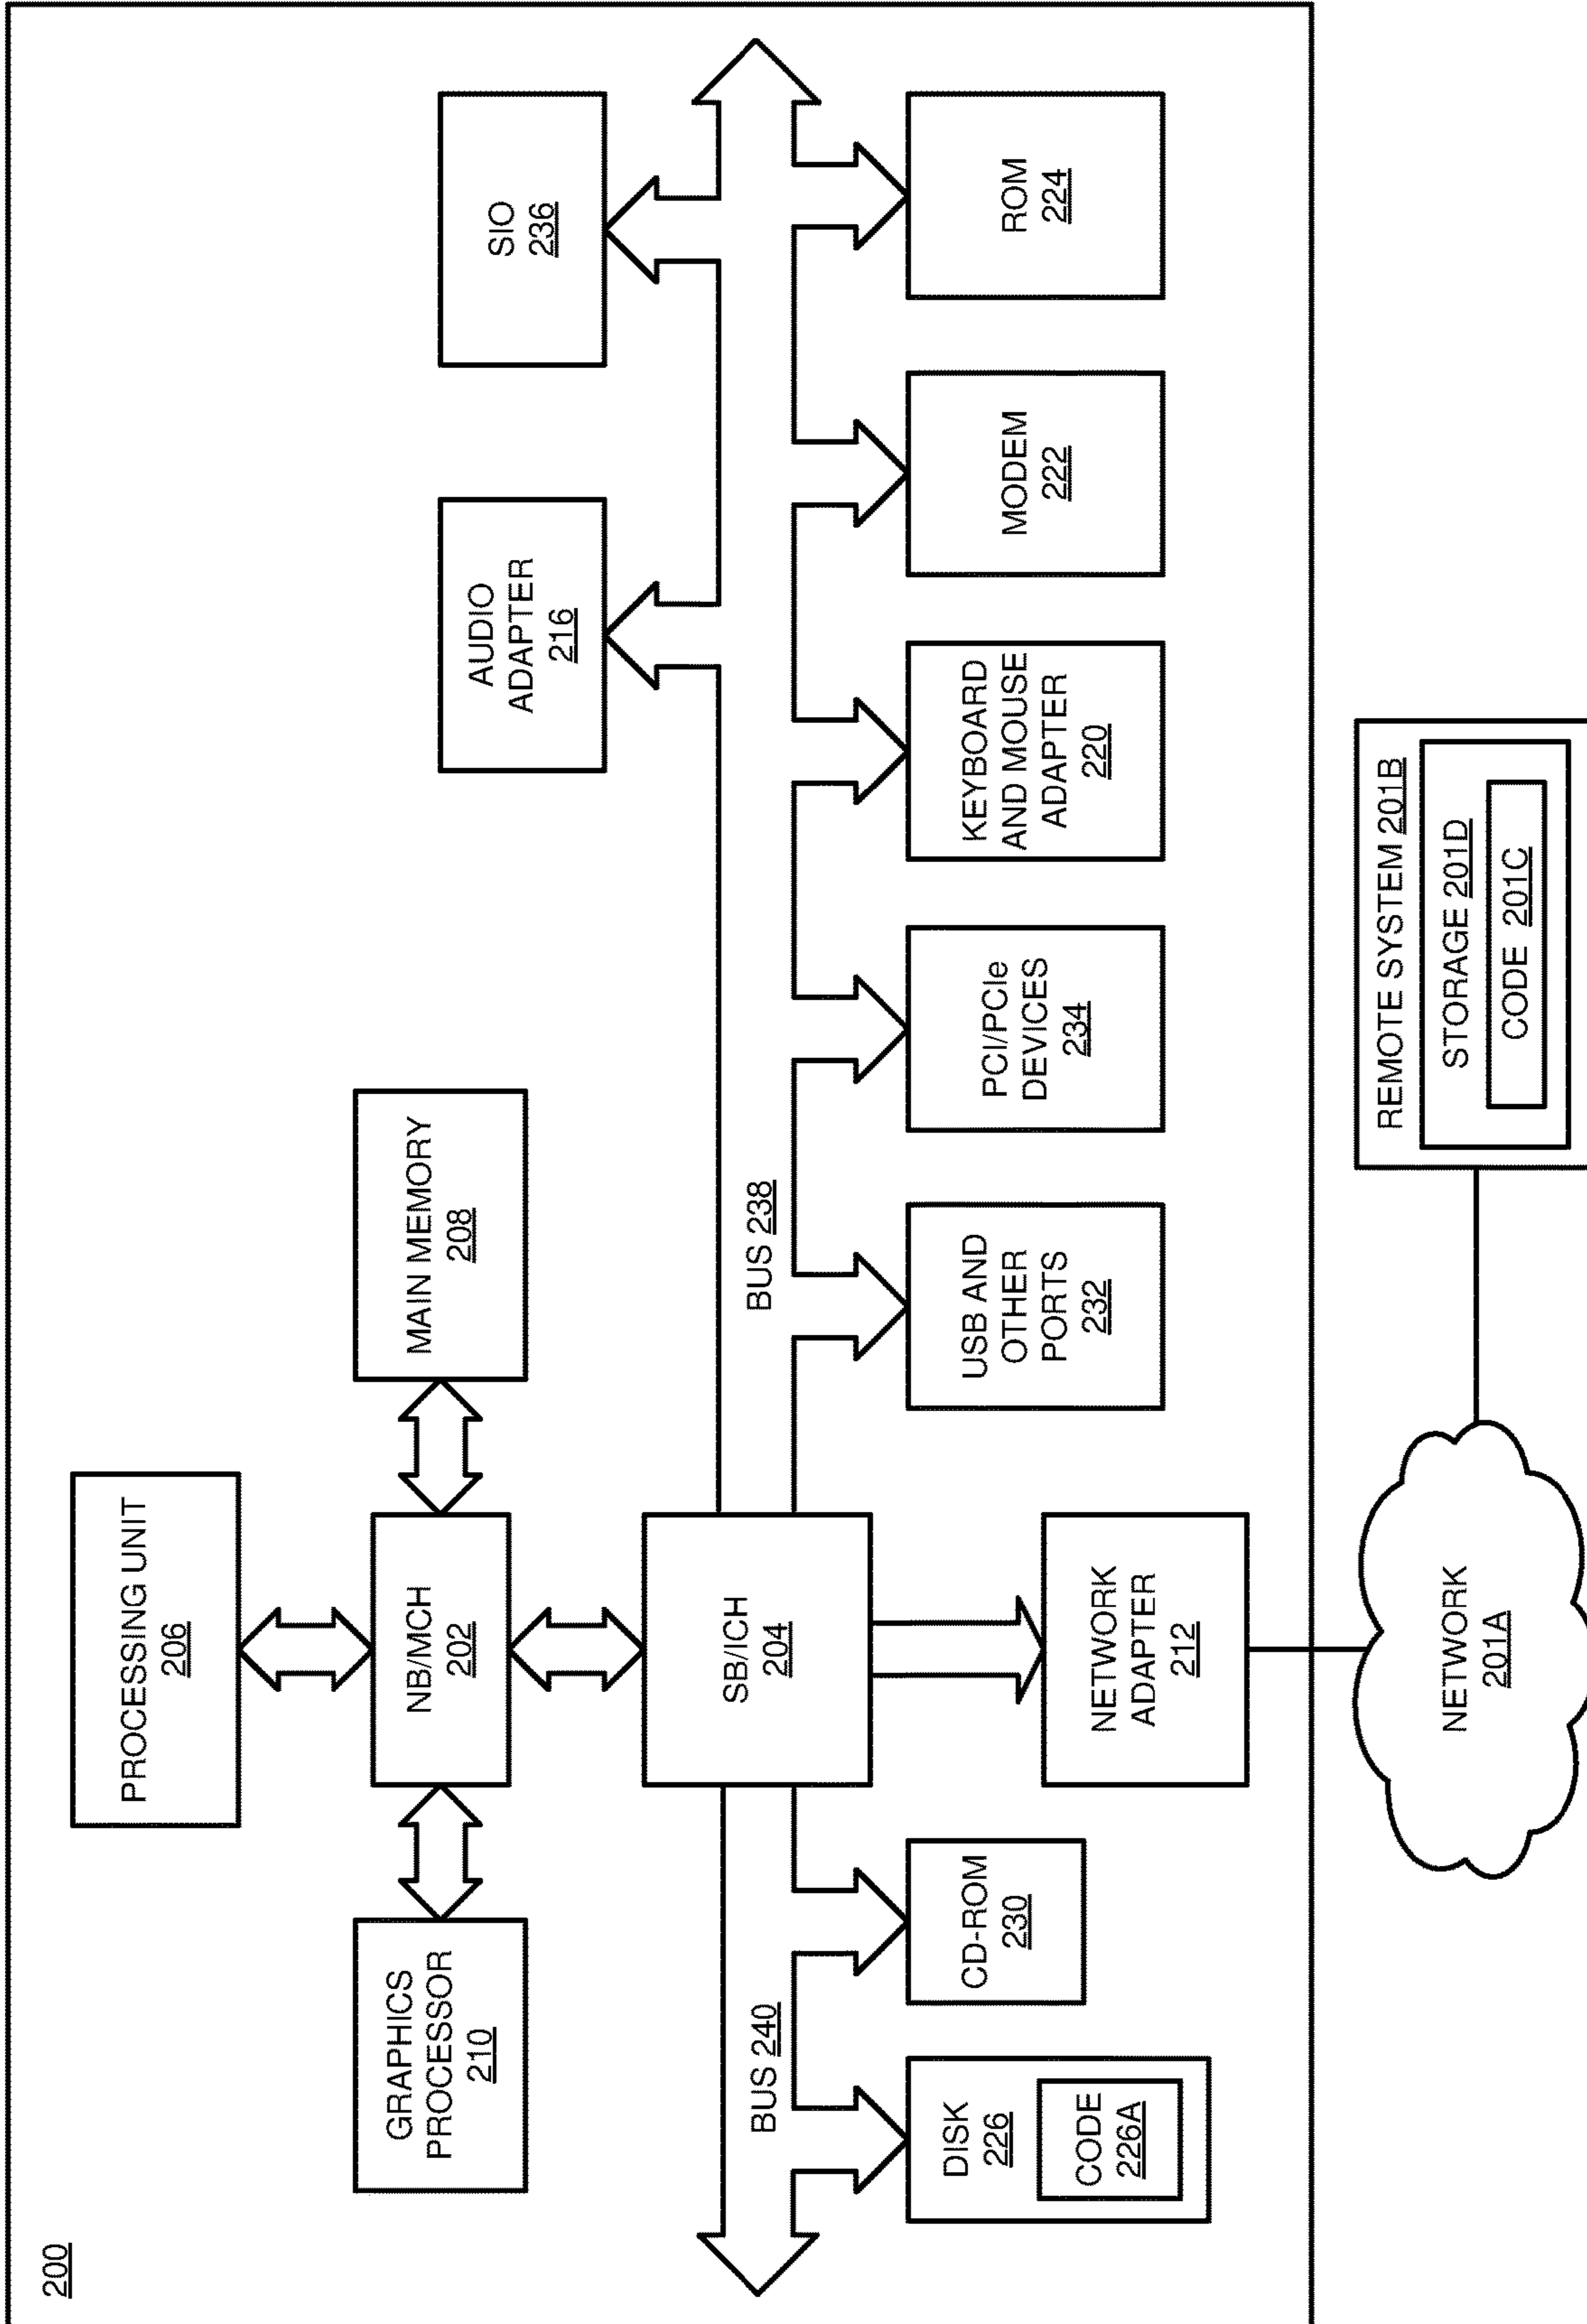 200
PROCESSING UNIT
206
GRAPHICS
PROCESSOR
210
NB/MCH
202
MAIN MEMORY
208
AUDIO
ADAPTER
216
SIO
236
SB/ICH
204
BUS 240
BUS 238
DISK
226
CODE
226A
CD-ROM
230
USB AND
OTHER
PORTS
232
PCI/PCIe
DEVICES
234
KEYBOARD
AND MOUSE
ADAPTER
220
MODEM
222
ROM
224
NETWORK
ADAPTER
212
NETWORK
201A
REMOTE SYSTEM 201B
STORAGE 201D
CODE 201C